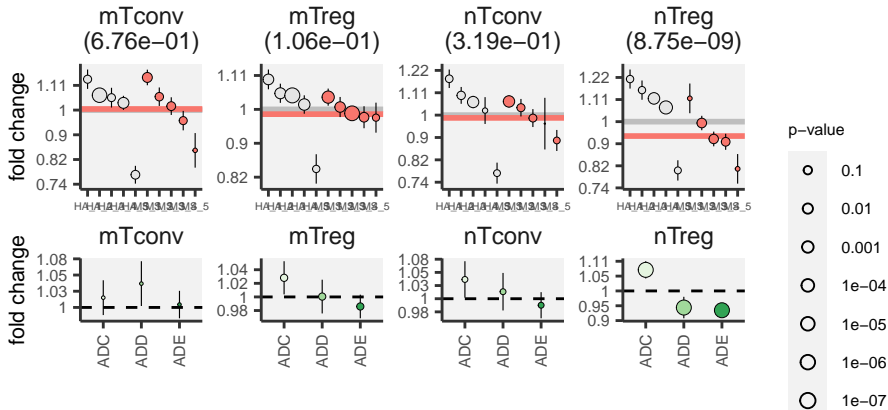 mTconv
(6.76e−01)
mTreg
(1.06e−01)
nTconv
(3.19e−01)
nTreg
(8.75e−09)
fold change
1.11
1
0.9
0.82
0.74
1.11
1
0.9
0.82
1.22
1.11
1
0.9
0.82
0.74
1.22
1.11
1
0.9
0.82
0.74
mTconv
mTreg
nTconv
nTreg
fold change
1.08
1.05
1.03
1
1.04
1.02
1
0.98
1.08
1.05
1.03
1
0.98
1.11
1.05
1
0.95
0.9
ADC
ADD
ADE
ADC
ADD
ADE
ADC
ADD
ADE
ADC
ADD
ADE
p−value
0.1
0.01
0.001
1e−04
1e−05
1e−06
1e−07